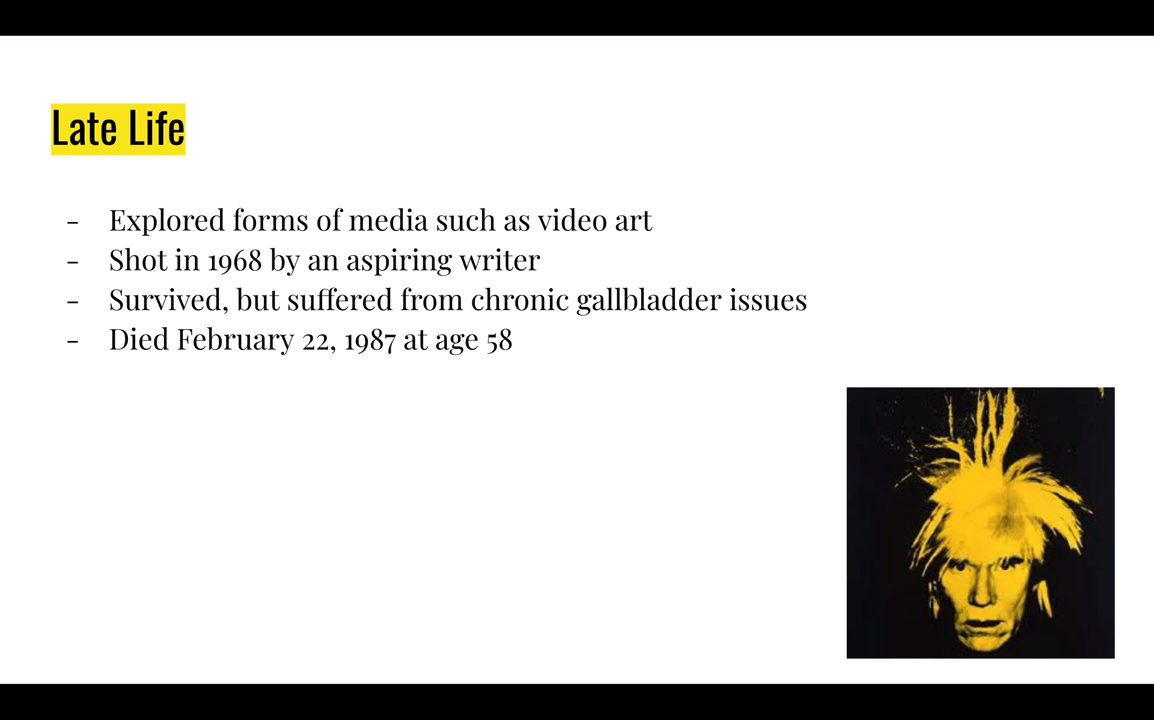 Late Life
- Explored forms of media such as video art
- Shot in 1968 by an aspiring writer
- Survived, but suffered from chronic gallbladder issues
- Died February 22, 1987 at age 58